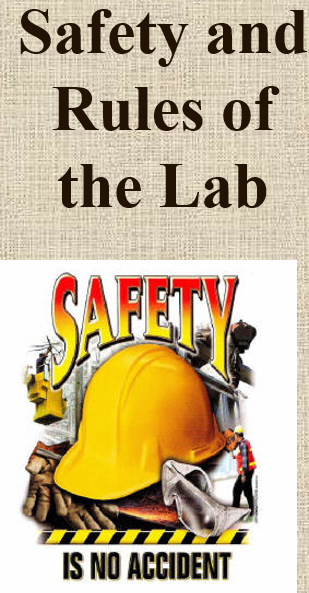 Safety and
Rules of
the Lab
SAFETY
IS NO ACCIDENT